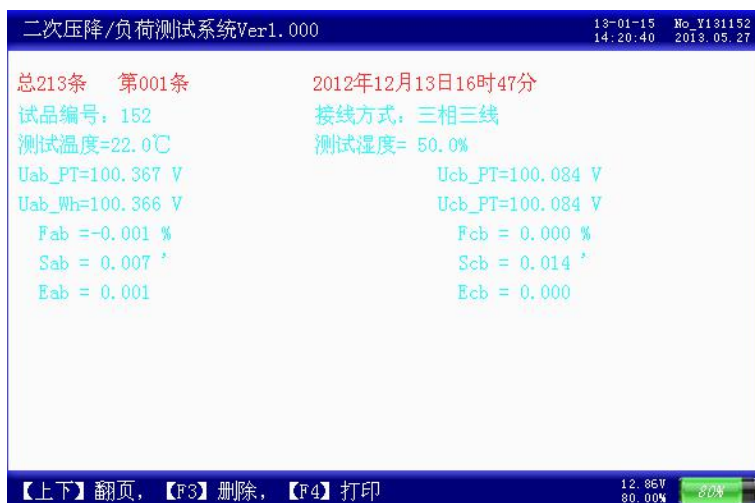 二次压降/负荷测试系统Ver1.000
13-01-15 No_Y131152
14:20:40 2013.05.27
总213条 第001条 2012年12月13日16时47分
试品编号: 152 接线方式: 三相三线
测试温度=22.0℃ 测试湿度= 50.0%
Uab_PT=100.367 V Ucb_PT=100.084 V
Uab_Wh=100.366 V Ucb_PT=100.084 V
Fab =-0.001 % Fcb = 0.000 %
Sab = 0.007 ’ Scb = 0.014 ’
Eab = 0.001 Ecb = 0.000
【上下】翻页, 【F3】删除, 【F4】打印
12.86V
80.00% 80%